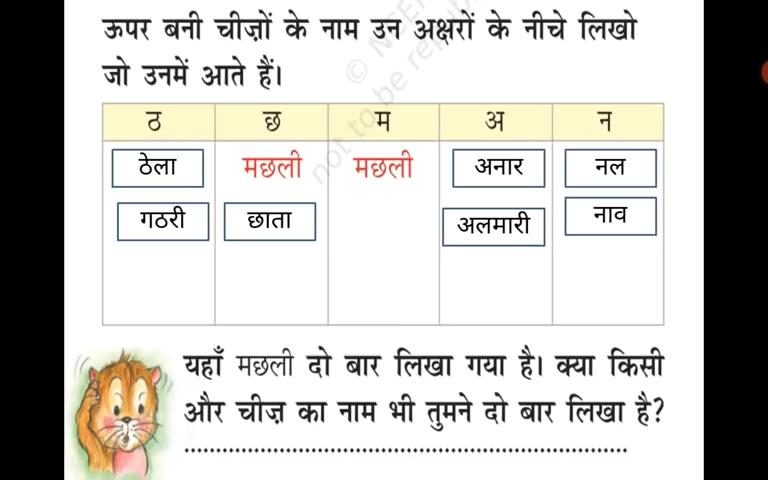 ऊपर बनी चीज़ों के नाम उन अक्षरों के नीचे लिखो
जो उनमें आते हैं।
ठ छ म अ न
ठेला मछली मछली अनार नल
गठरी छाता अलमारी नाव
यहाँ मछली दो बार लिखा गया है। क्या किसी
और चीज़ का नाम भी तुमने दो बार लिखा है?